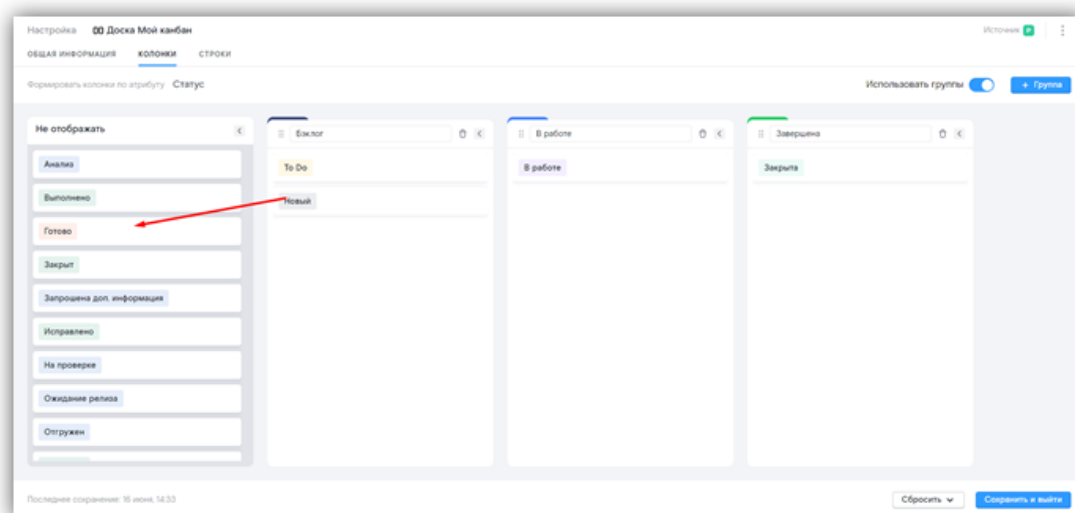 Настройка Доска Мой канбан Источник P
ОБЩАЯ ИНФОРМАЦИЯ КОЛОНКИ СТРОКИ
Формировать колонки по атрибуту Статус Использовать группы + Группа
Не отображать
Анализ
Выполнено
Готово
Закрыт
Запрошена доп. информация
Исправлено
На проверке
Ожидание релиза
Отгружен
Бэклог
To Do
Новый
В работе
В работе
Завершена
Закрыта
Последнее сохранение: 16 июня, 14:33 Сбросить Сохранить и выйти